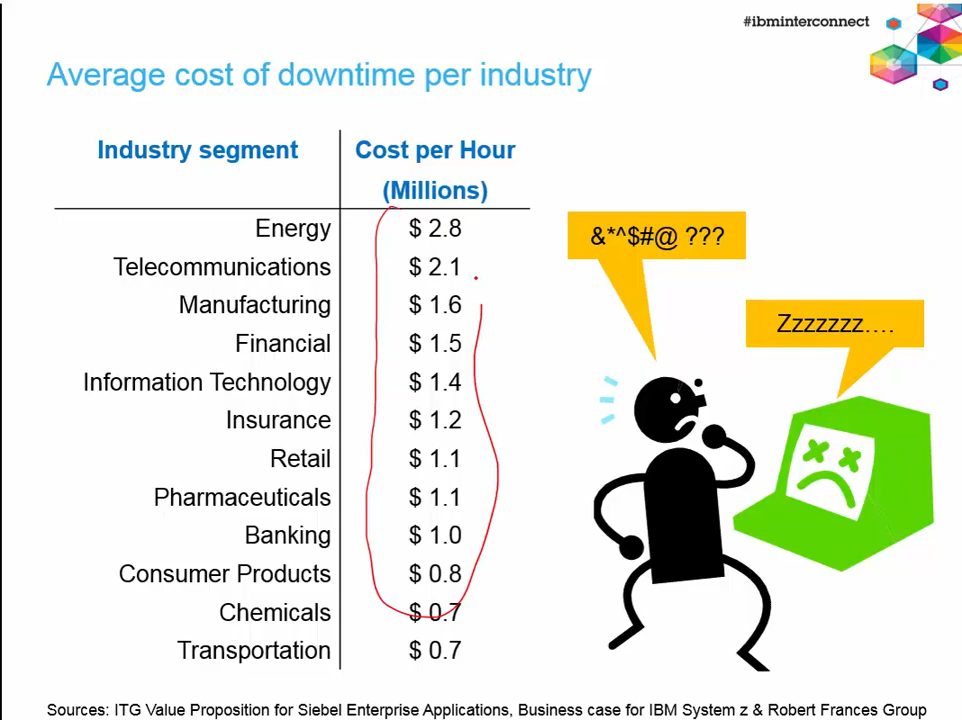 #ibminterconnect
Average cost of downtime per industry
Industry segment Cost per Hour
(Millions)
Energy $ 2.8
Telecommunications $ 2.1
Manufacturing $ 1.6
Financial $ 1.5
Information Technology $ 1.4
Insurance $ 1.2
Retail $ 1.1
Pharmaceuticals $ 1.1
Banking $ 1.0
Consumer Products $ 0.8
Chemicals $ 0.7
Transportation $ 0.7
&*^$#@ ???
Zzzzzzz....
Sources: ITG Value Proposition for Siebel Enterprise Applications, Business case for IBM System z & Robert Frances Group